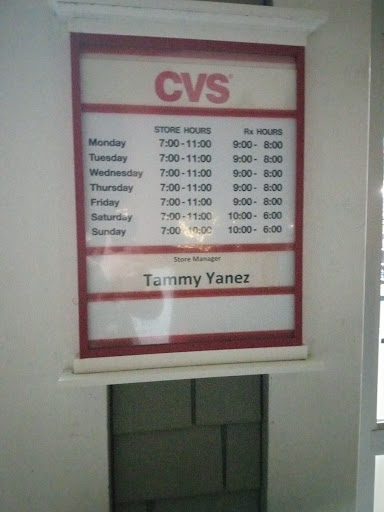 CVS®
STORE HOURS Rx HOURS
Monday 7:00 - 11:00 9:00 - 8:00
Tuesday 7:00 - 11:00 9:00 - 8:00
Wednesday 7:00 - 11:00 9:00 - 8:00
Thursday 7:00 - 11:00 9:00 - 8:00
Friday 7:00 - 11:00 9:00 - 8:00
Saturday 7:00 - 11:00 10:00 - 6:00
Sunday 7:00 - 10:00 10:00 - 6:00
Store Manager
Tammy Yanez